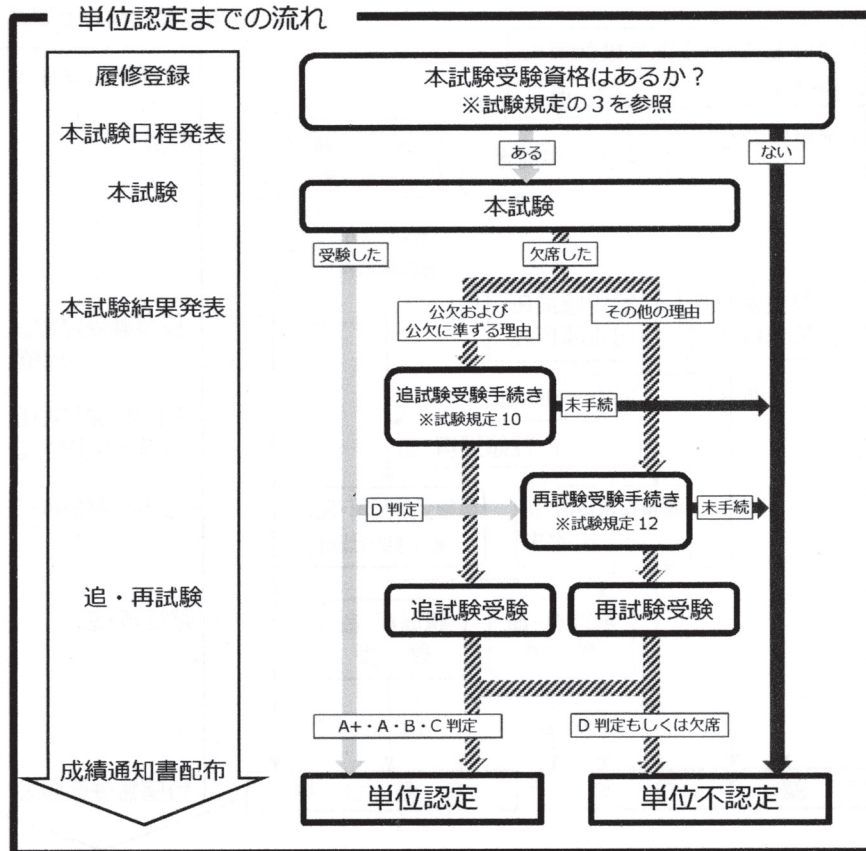 単位認定までの流れ
履修登録
本試験日程発表
本試験
本試験結果発表
追・再試験
成績通知書配布
本試験受験資格はあるか？
※試験規定の3を参照
ある
ない
本試験
受験した
欠席した
公欠および
公欠に準ずる理由
その他の理由
追試験受験手続き
※試験規定10
未手続
D判定
再試験受験手続き
※試験規定12
未手続
追試験受験
再試験受験
A+・A・B・C判定
D判定もしくは欠席
単位認定
単位不認定